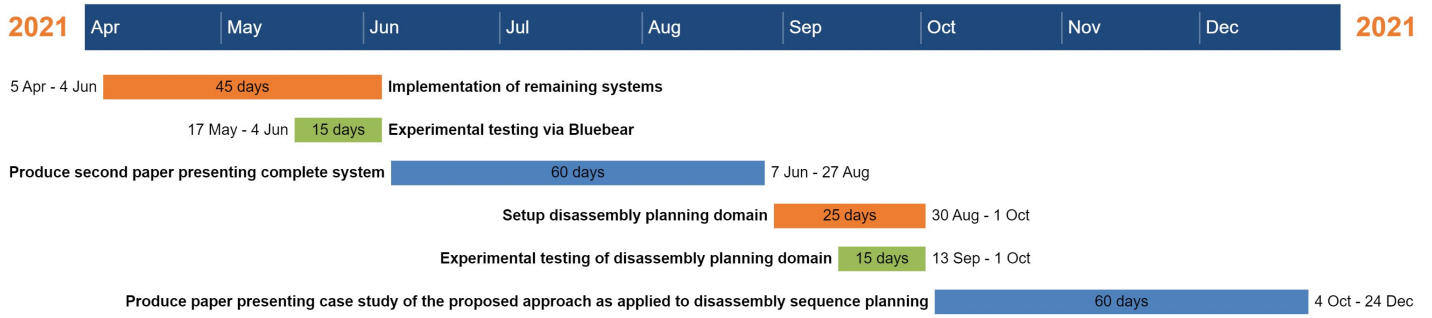 2021 Apr May Jun Jul Aug Sep Oct Nov Dec 2021
5 Apr - 4 Jun 45 days Implementation of remaining systems
17 May - 4 Jun 15 days Experimental testing via Bluebear
Produce second paper presenting complete system 60 days 7 Jun - 27 Aug
Setup disassembly planning domain 25 days 30 Aug - 1 Oct
Experimental testing of disassembly planning domain 15 days 13 Sep - 1 Oct
Produce paper presenting case study of the proposed approach as applied to disassembly sequence planning 60 days 4 Oct - 24 Dec